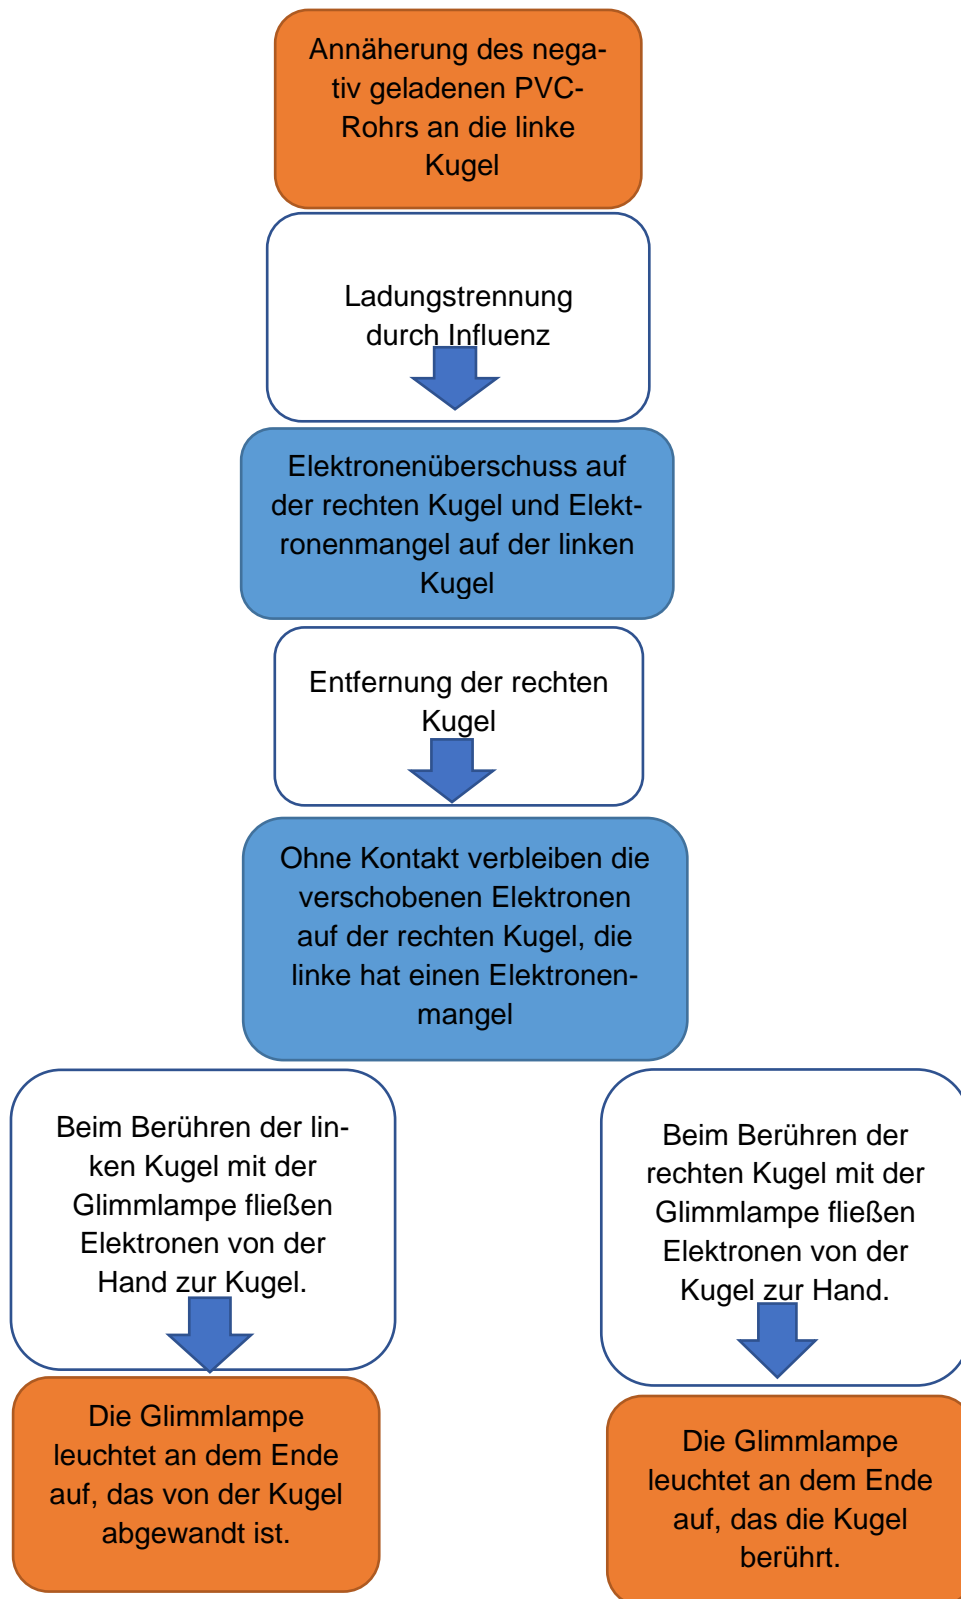 Annäherung des nega-
tiv geladenen PVC-
Rohrs an die linke
Kugel
Ladungstrennung
durch Influenz
Elektronenüberschuss auf
der rechten Kugel und Elekt-
ronenmangel auf der linken
Kugel
Entfernung der rechten
Kugel
Ohne Kontakt verbleiben die
verschobenen Elektronen
auf der rechten Kugel, die
linke hat einen Elektronen-
mangel
Beim Berühren der lin-
ken Kugel mit der
Glimmlampe fließen
Elektronen von der
Hand zur Kugel.
Beim Berühren der
rechten Kugel mit der
Glimmlampe fließen
Elektronen von der
Kugel zur Hand.
Die Glimmlampe
leuchtet an dem Ende
auf, das von der Kugel
abgewandt ist.
Die Glimmlampe
leuchtet an dem Ende
auf, das die Kugel
berührt.